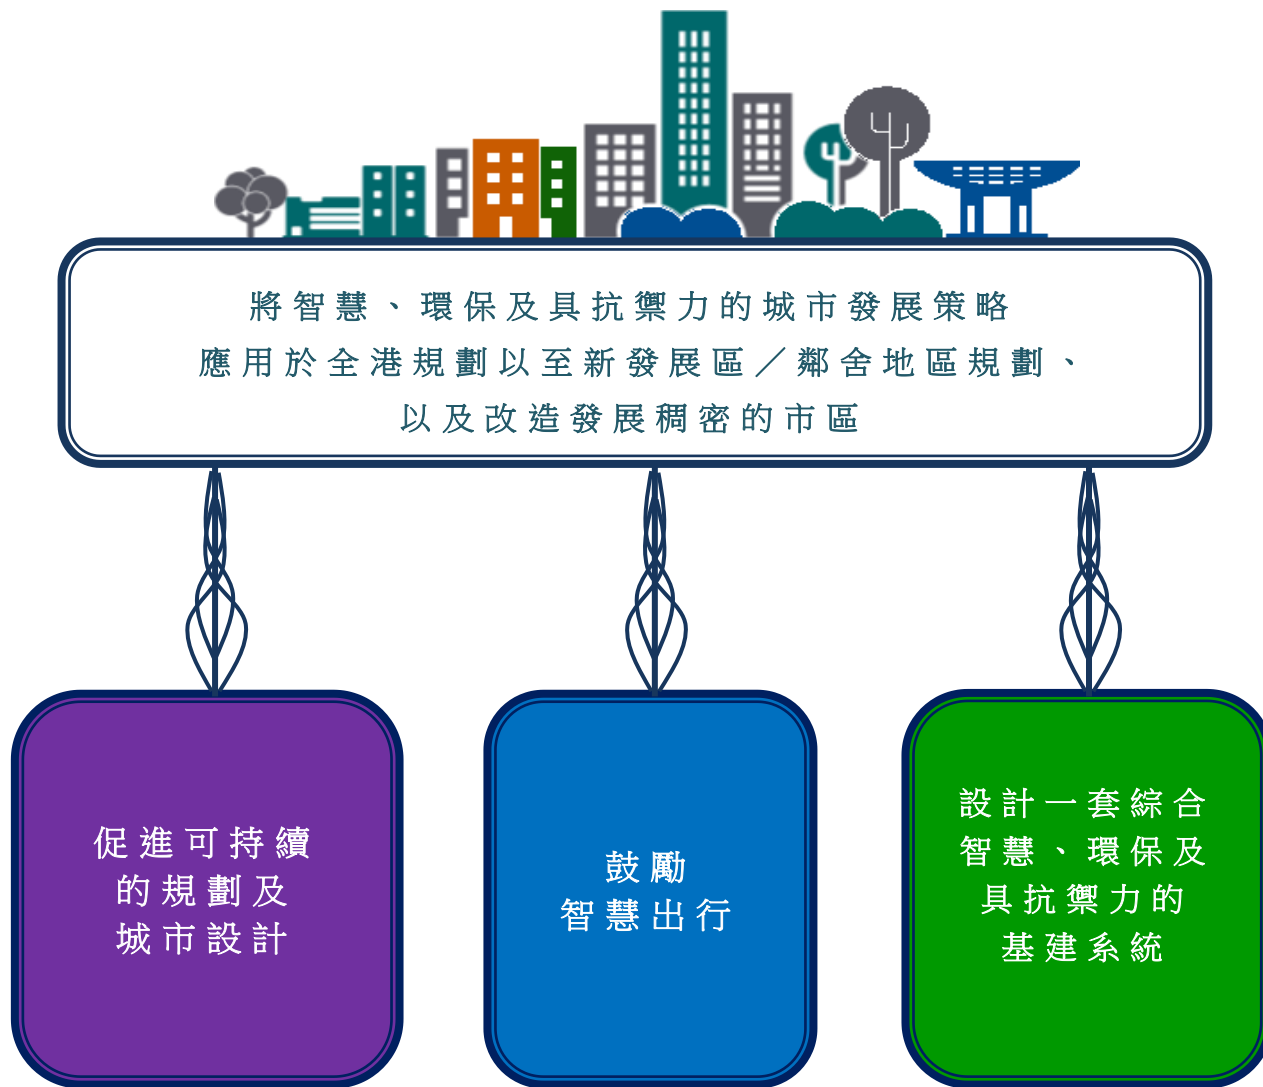 將智慧、環保及具抗禦力的城市發展策略
應用於全港規劃以至新發展區／鄰舍地區規劃、
以及改造發展稠密的市區
促進可持續
的規劃及
城市設計
鼓勵
智慧出行
設計一套綜合
智慧、環保及
具抗禦力的
基建系統